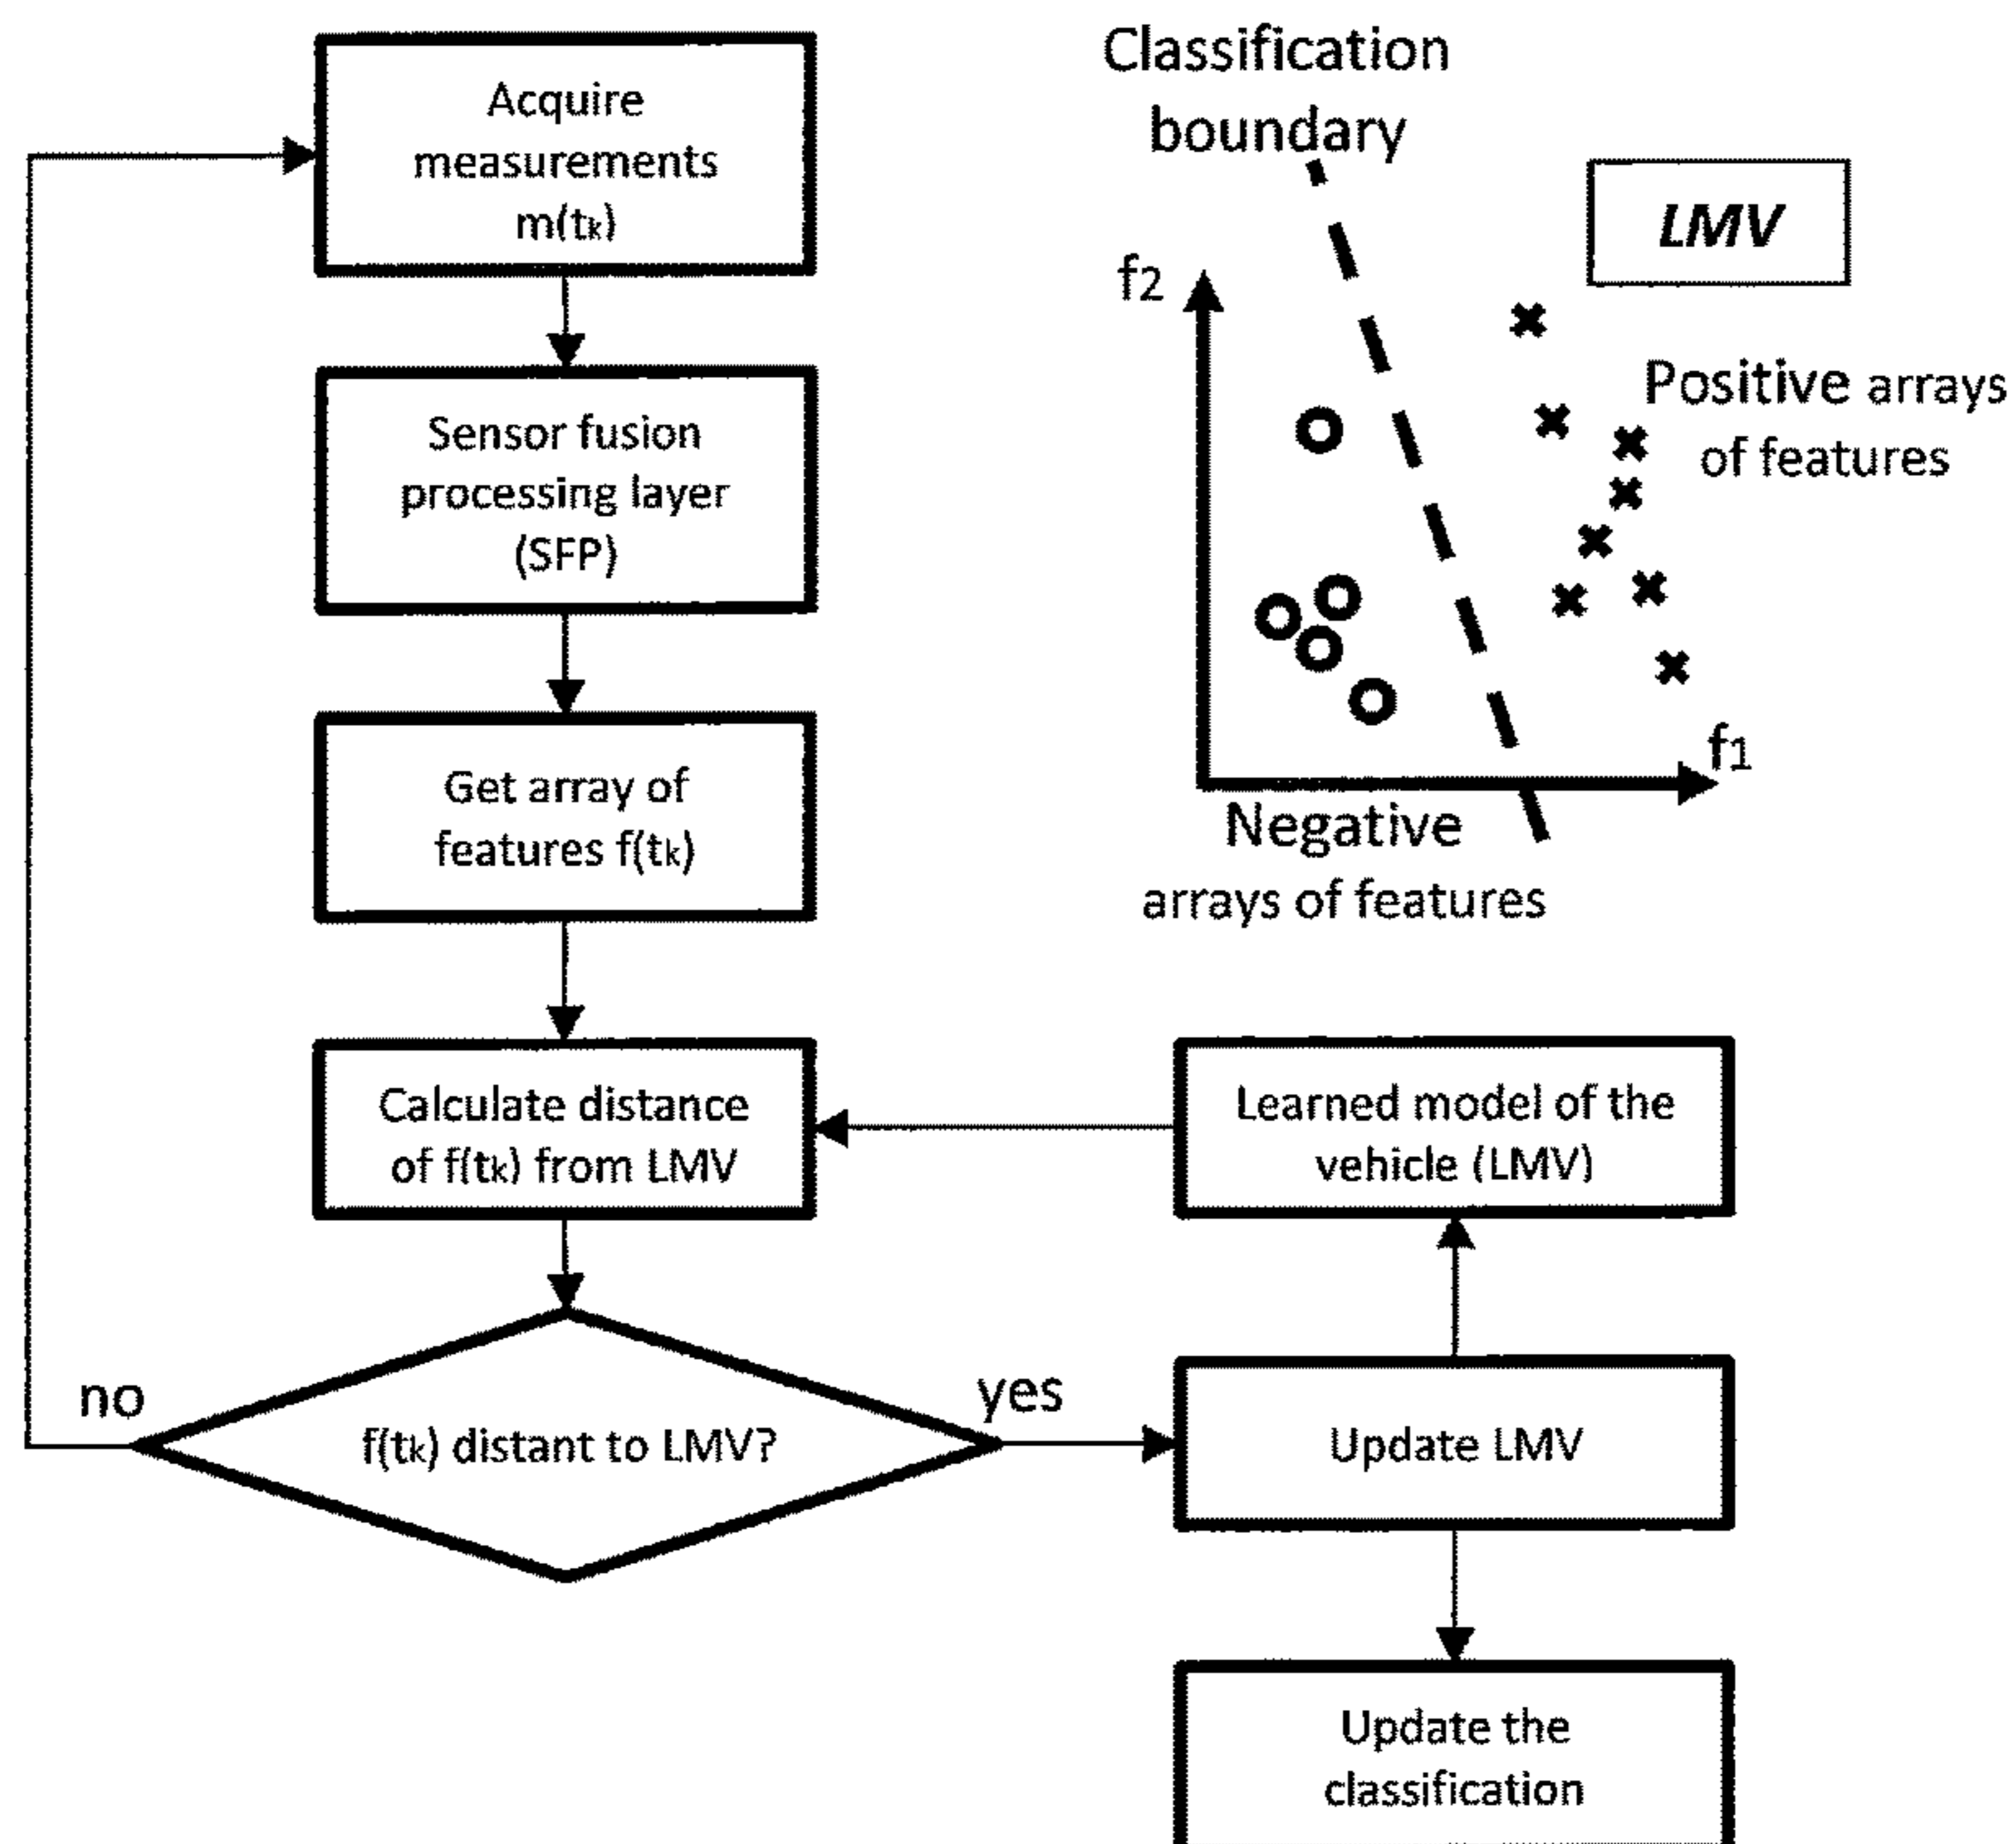 Acquire
measurements
m(tk)
Sensor fusion
processing layer
(SFP)
Get array of
features f(tk)
Calculate distance
of f(tk) from LMV
f(tk) distant to LMV?
no
yes
Classification
boundary
LMV
f2
Positive arrays
of features
f1
Negative
arrays of features
Learned model of the
vehicle (LMV)
Update LMV
Update the
classification